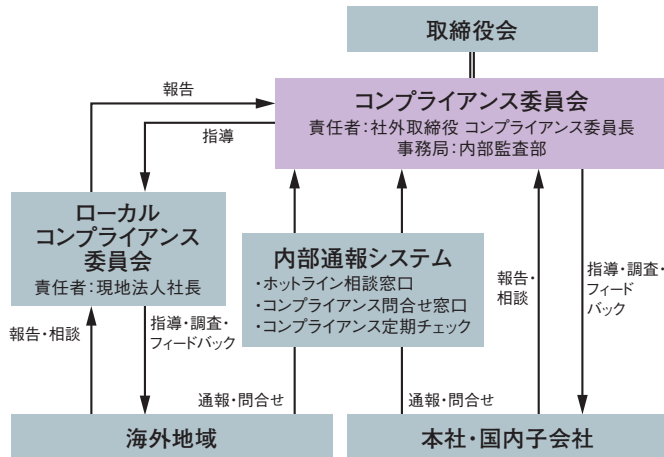 取締役会
コンプライアンス委員会
責任者：社外取締役 コンプライアンス委員長
事務局：内部監査部
報告
指導
ローカル
コンプライアンス
委員会
責任者：現地法人社長
内部通報システム
・ホットライン相談窓口
・コンプライアンス問合せ窓口
・コンプライアンス定期チェック
報告・
相談
指導・調査・
フィード
バック
報告・相談
指導・調査・
フィードバック
通報・問合せ
通報・問合せ
海外地域
本社・国内子会社